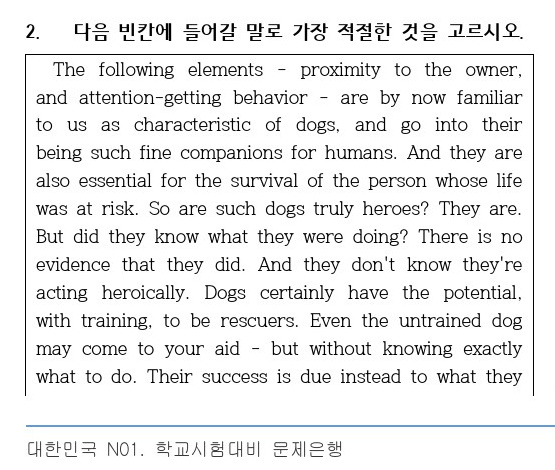 2. 다음 빈칸에 들어갈 말로 가장 적절한 것을 고르시오.
The following elements - proximity to the owner,
and attention-getting behavior - are by now familiar
to us as characteristic of dogs, and go into their
being such fine companions for humans. And they are
also essential for the survival of the person whose life
was at risk. So are such dogs truly heroes? They are.
But did they know what they were doing? There is no
evidence that they did. And they don't know they're
acting heroically. Dogs certainly have the potential,
with training, to be rescuers. Even the untrained dog
may come to your aid - but without knowing exactly
what to do. Their success is due instead to what they
대한민국 N01. 학교시험대비 문제은행